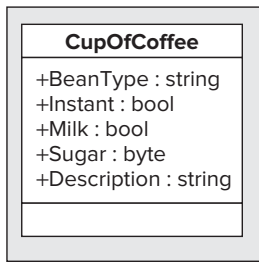 CupOfCoffee
+BeanType : string
+Instant : bool
+Milk : bool
+Sugar : byte
+Description : string